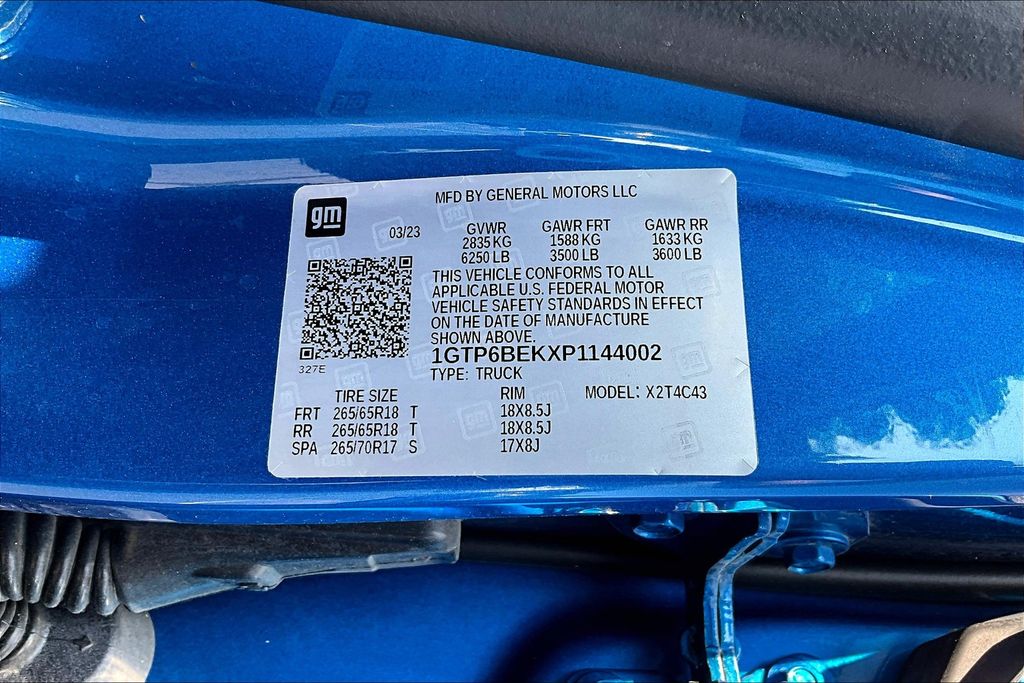 MFD BY GENERAL MOTORS LLC
gm
03/23
GVWR GAWR FRT GAWR RR
2835 KG 1588 KG 1633 KG
6250 LB 3500 LB 3600 LB
THIS VEHICLE CONFORMS TO ALL
APPLICABLE U.S. FEDERAL MOTOR
VEHICLE SAFETY STANDARDS IN EFFECT
ON THE DATE OF MANUFACTURE
SHOWN ABOVE.
1GTP6BEKXP1144002
327E
TYPE: TRUCK
TIRE SIZE RIM MODEL: X2T4C43
FRT 265/65R18 T 18X8.5J
RR 265/65R18 T 18X8.5J
SPA 265/70R17 S 17X8J